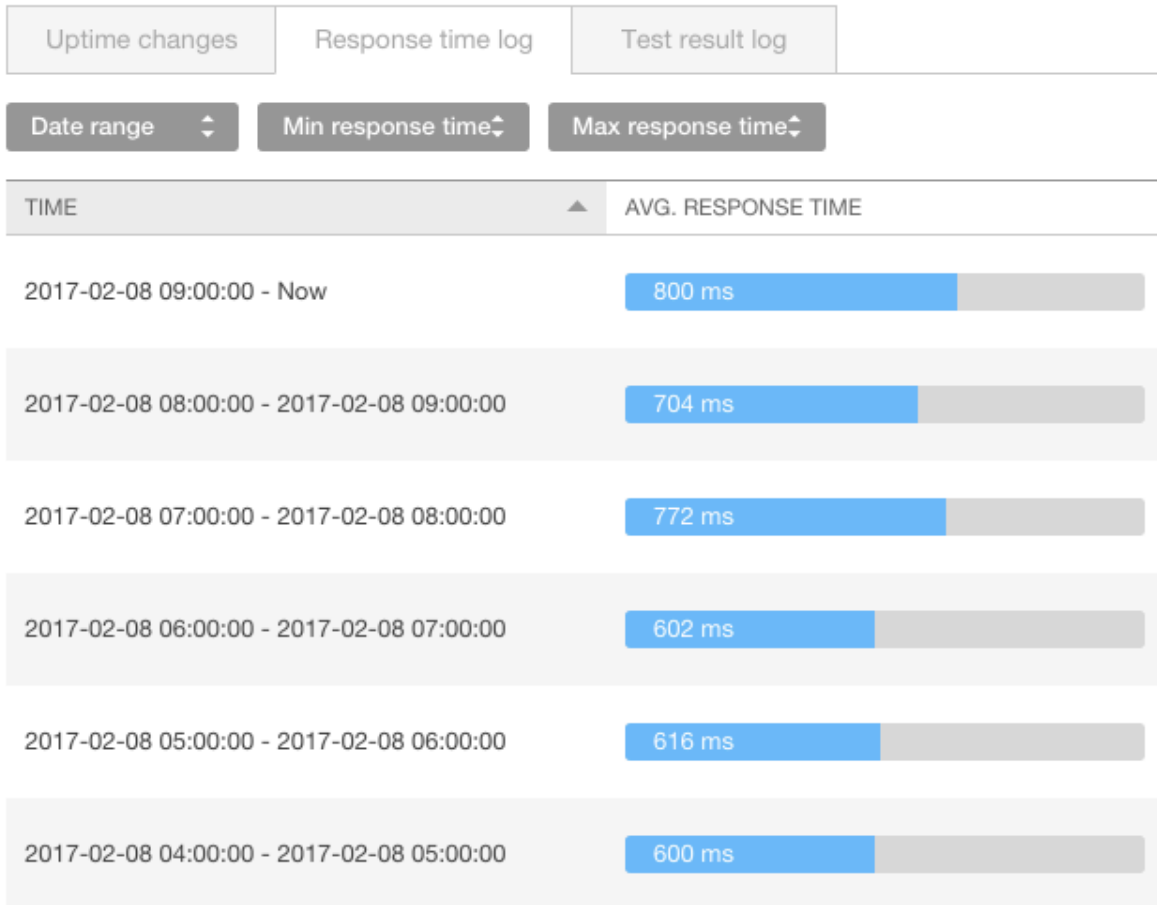 Uptime changes Response time log Test result log
Date range Min response time Max response time
TIME AVG. RESPONSE TIME
2017-02-08 09:00:00 - Now 800 ms
2017-02-08 08:00:00 - 2017-02-08 09:00:00 704 ms
2017-02-08 07:00:00 - 2017-02-08 08:00:00 772 ms
2017-02-08 06:00:00 - 2017-02-08 07:00:00 602 ms
2017-02-08 05:00:00 - 2017-02-08 06:00:00 616 ms
2017-02-08 04:00:00 - 2017-02-08 05:00:00 600 ms